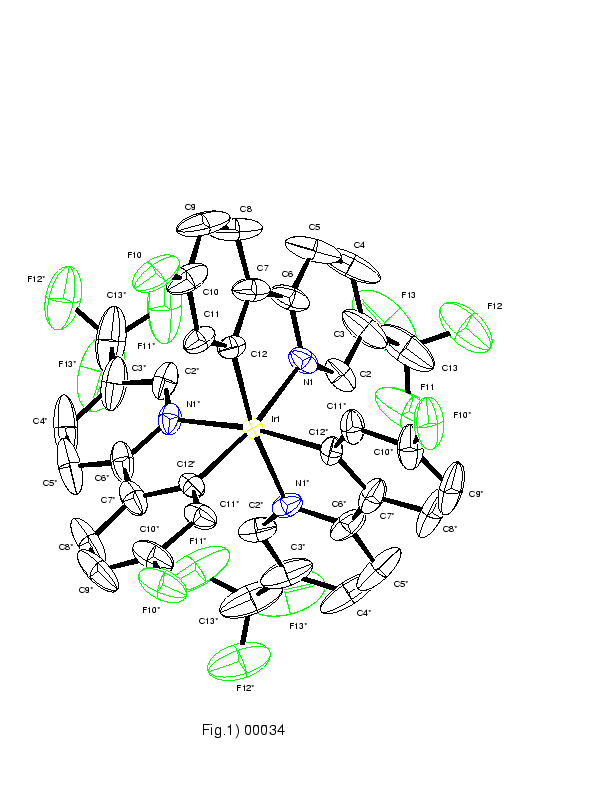 C9 C8
C5
C4
F10
C7
C6
F12*
C10
C13*
F13
F12
C11
F11*
C3
C12
C13
F13*
C3*
C2*
N1
C2
F11
N1*
C11"
F10"
Ir1
C4*
C12"
C10"
C12*
C6*
C5*
N1"
C9"
C7*
C11*
C2"
C6"
C7"
C8"
C10*
C8*
F11"
C3"
C5"
C9*
C4"
F10*
C13"
F13"
F12"
Fig.1) 00034